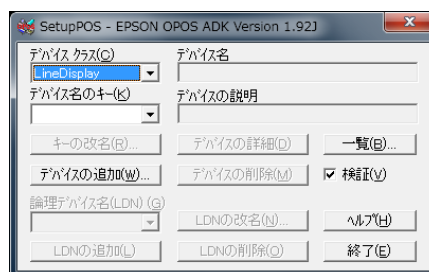 SetupPOS - EPSON OPOS ADK Version 1.92J
ﾃﾞﾊﾞｲｽ ｸﾗｽ(C)
ﾃﾞﾊﾞｲｽ名
LineDisplay
ﾃﾞﾊﾞｲｽ名のｷｰ(K)
ﾃﾞﾊﾞｲｽの説明
ｷｰの改名(R)...
ﾃﾞﾊﾞｲｽの詳細(D)
一覧(B)...
ﾃﾞﾊﾞｲｽの追加(W)...
ﾃﾞﾊﾞｲｽの削除(M)
検証(V)
論理ﾃﾞﾊﾞｲｽ名(LDN) (G)
LDNの改名(N)...
ﾍﾙﾌﾟ(H)
LDNの追加(L)
LDNの削除(O)
終了(E)